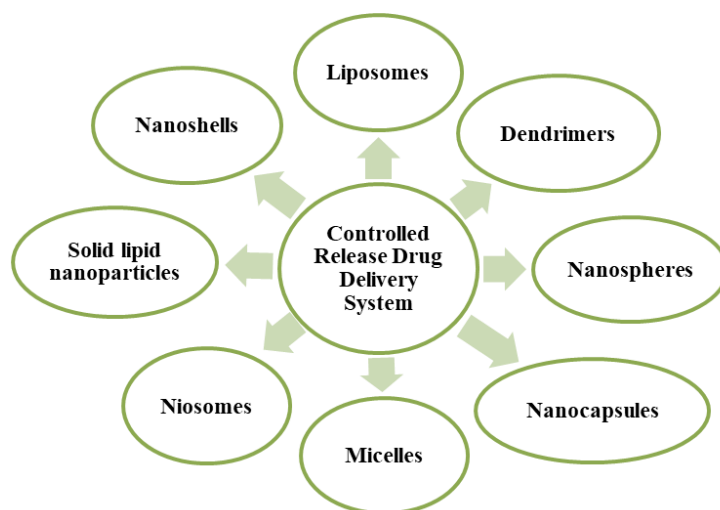 Liposomes
Nanoshells
Dendrimers
Controlled
Release Drug
Delivery
System
Solid lipid
nanoparticles
Nanospheres
Niosomes
Nanocapsules
Micelles